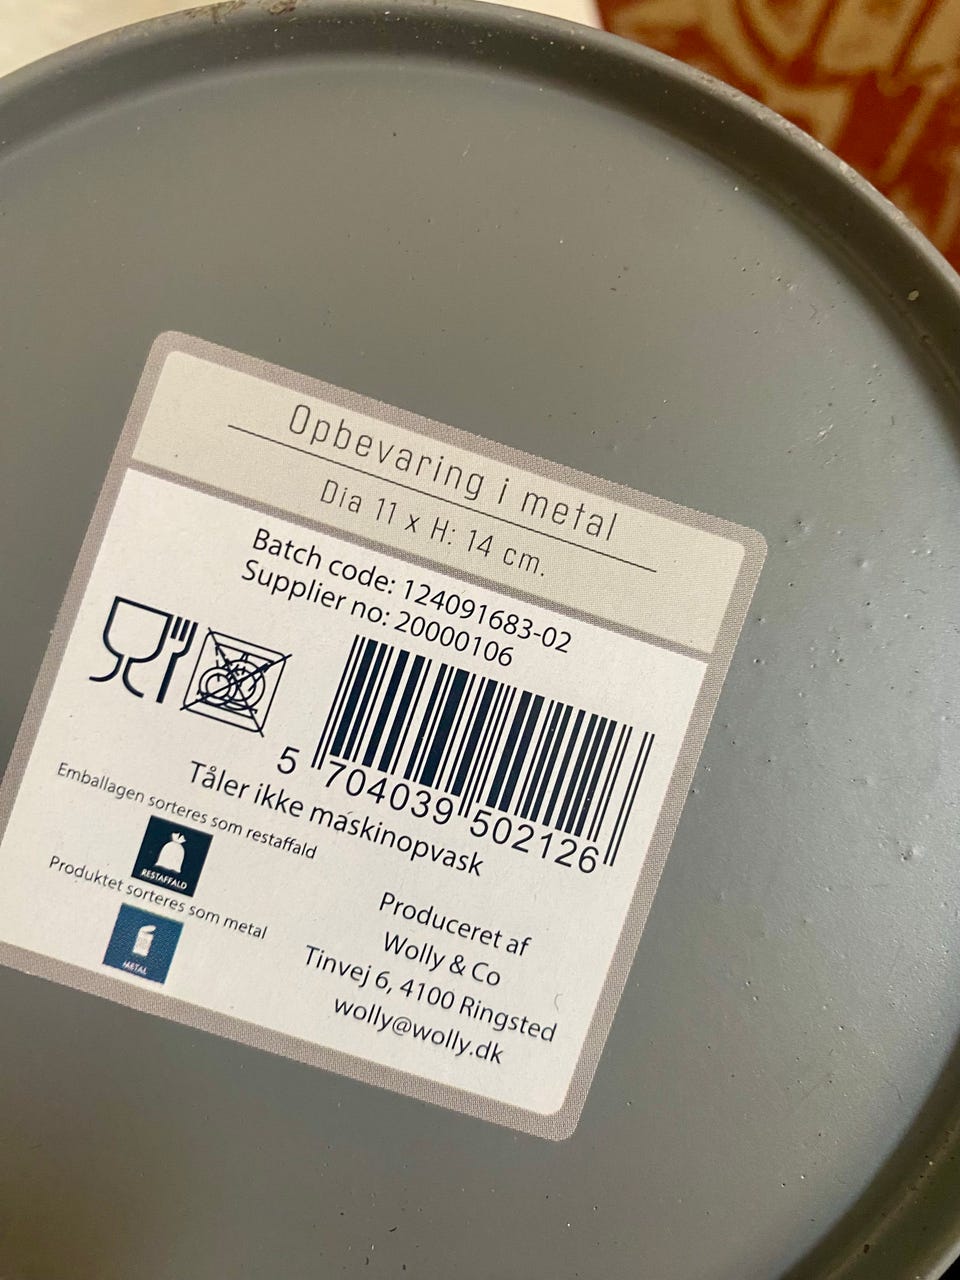 Opbevaring i metal
Dia 11 x H: 14 cm.
Batch code: 124091683-02
Supplier no: 20000106
5 704039 502126
Tåler ikke maskinopvask
Emballagen sorteres som restaffald
RESTAFFALD
Produktet sorteres som metal
METAL
Produceret af
Wolly & Co
Tinvej 6, 4100 Ringsted
wolly@wolly.dk